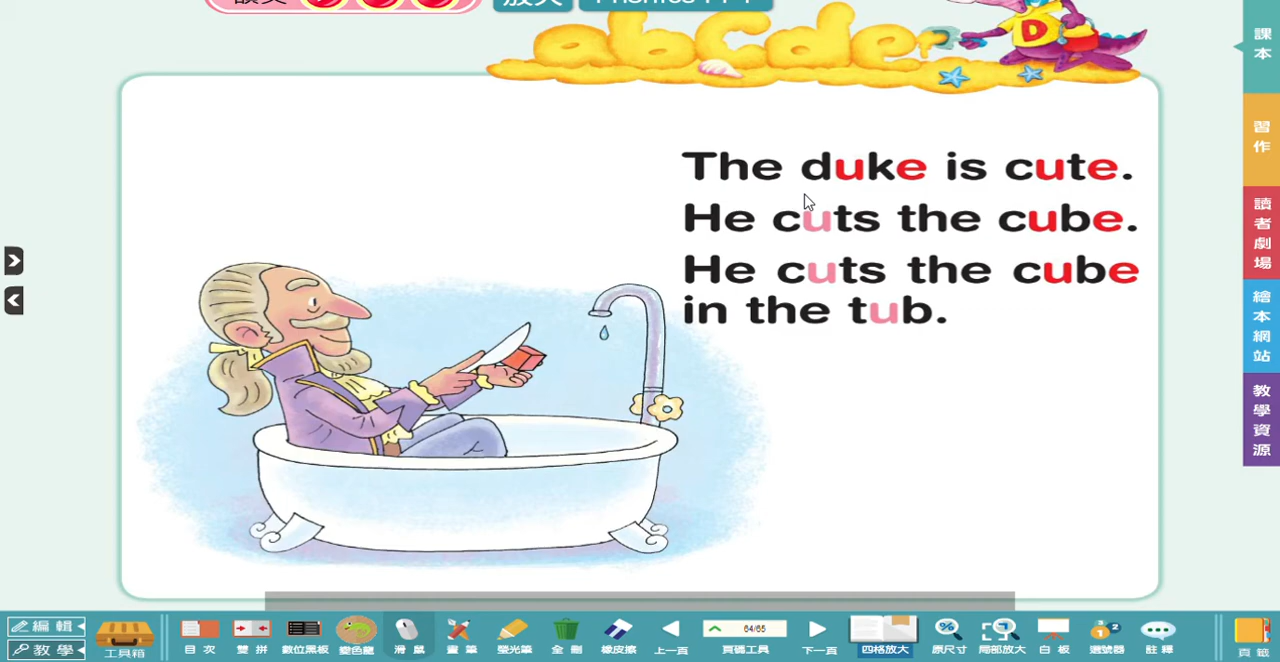 abcde
D
The duke is cute.
He cuts the cube.
He cuts the cube
in the tub.
課本
習作
讀者劇場
繪本網站
教學資源
編輯
教學
工具箱
目次
雙拼
數位黑板
變色龍
滑鼠
畫筆
螢光筆
全刪
橡皮擦
上一頁
64/65
頁碼工具
下一頁
四格放大
%
原尺寸
局部放大
白板
選號器
註釋
頁籤